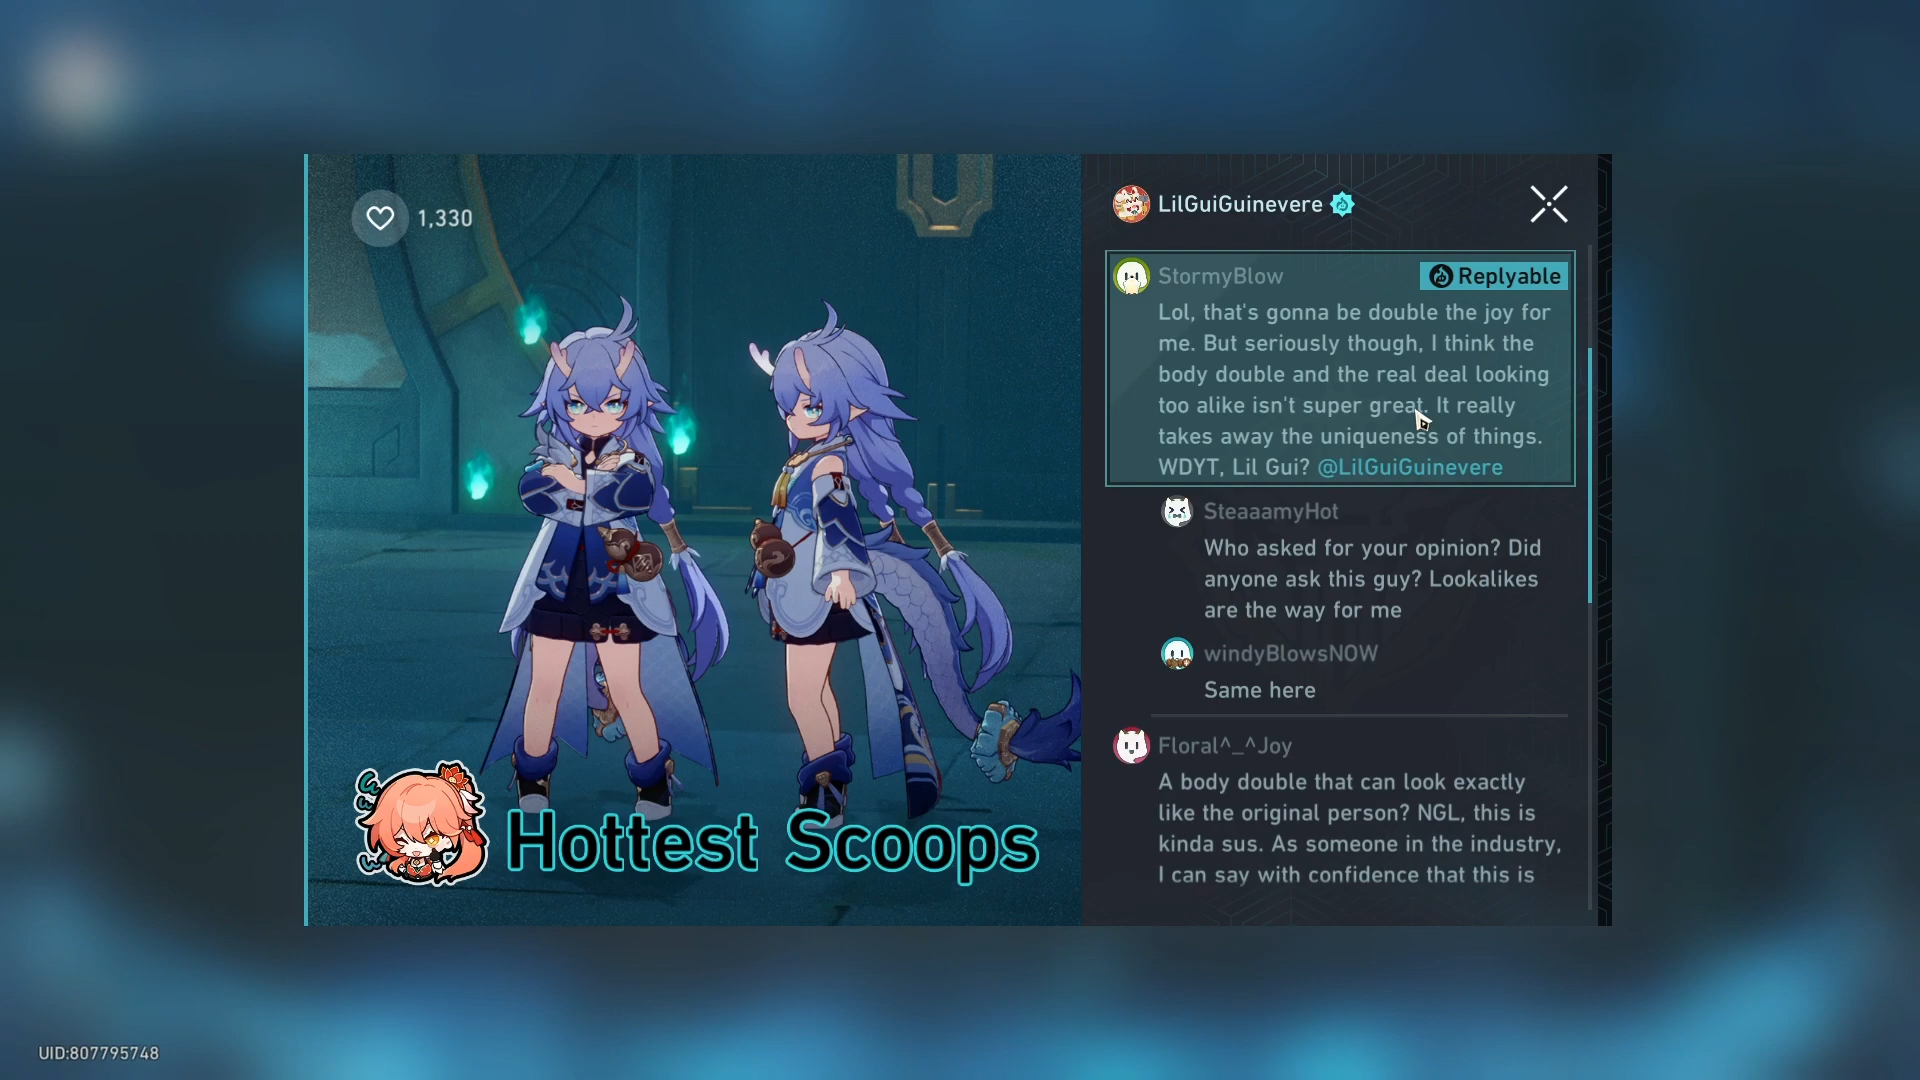 1,330
Hottest Scoops
LilGuiGuinevere
StormyBlow
Replyable
Lol, that's gonna be double the joy for
me. But seriously though, I think the
body double and the real deal looking
too alike isn't super great. It really
takes away the uniqueness of things.
WDYT, Lil Gui? @LilGuiGuinevere
SteaaamyHot
Who asked for your opinion? Did
anyone ask this guy? Lookalikes
are the way for me
windyBlowsNOW
Same here
Floral^_^Joy
A body double that can look exactly
like the original person? NGL, this is
kinda sus. As someone in the industry,
I can say with confidence that this is
UID:807795748